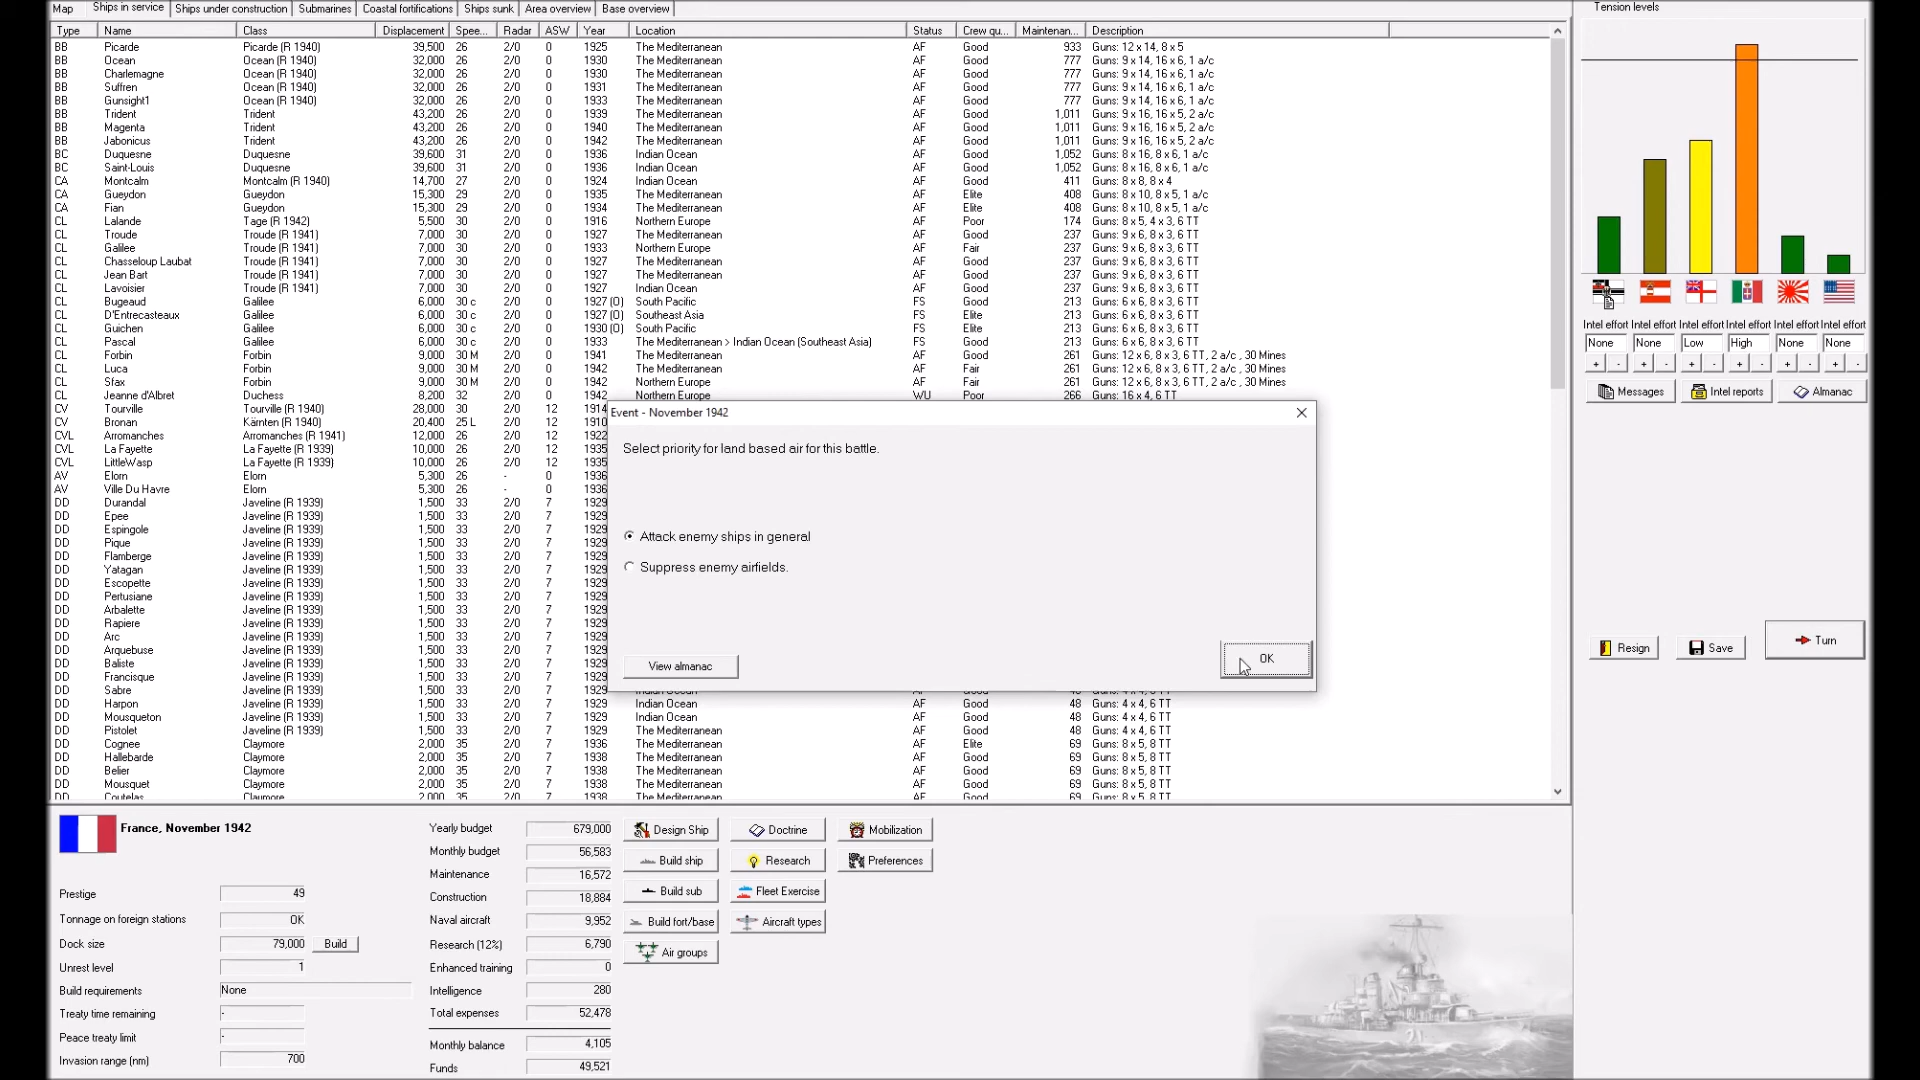 Map Ships in service Ships under construction Submarines Coastal fortifications Ships sunk Area overview Base overview
Type Name Class Displacement Spee... Radar ASW Year Location Status Crew qu... Maintenan... Description
BB Picarde Picarde (R 1940) 39,500 26 2/0 0 1925 The Mediterranean AF Good 933 Guns: 12 x 14, 8 x 5
BB Ocean Ocean (R 1940) 32,000 26 2/0 0 1930 The Mediterranean AF Good 777 Guns: 9 x 14, 16 x 6, 1 a/c
BB Charlemagne Ocean (R 1940) 32,000 26 2/0 0 1930 The Mediterranean AF Good 777 Guns: 9 x 14, 16 x 6, 1 a/c
BB Suffren Ocean (R 1940) 32,000 26 2/0 0 1931 The Mediterranean AF Good 777 Guns: 9 x 14, 16 x 6, 1 a/c
BB Gunsight1 Ocean (R 1940) 32,000 26 2/0 0 1933 The Mediterranean AF Good 777 Guns: 9 x 14, 16 x 6, 1 a/c
BB Trident Trident 43,200 26 2/0 0 1939 The Mediterranean AF Good 1,011 Guns: 9 x 16, 16 x 5, 2 a/c
BB Magenta Trident 43,200 26 2/0 0 1940 The Mediterranean AF Good 1,011 Guns: 9 x 16, 16 x 5, 2 a/c
BB Jabonicus Trident 43,200 26 2/0 0 1942 The Mediterranean AF Good 1,011 Guns: 9 x 16, 16 x 5, 2 a/c
BC Duquesne Duquesne 39,600 31 2/0 0 1936 Indian Ocean AF Good 1,052 Guns: 8 x 16, 8 x 6, 1 a/c
BC Saint-Louis Duquesne 39,600 31 2/0 0 1936 Indian Ocean AF Good 1,052 Guns: 8 x 16, 8 x 6, 1 a/c
CA Montcalm Montcalm (R 1940) 14,700 27 2/0 0 1924 Indian Ocean AF Good 411 Guns: 8 x 8, 8 x 4
CA Gueydon Gueydon 15,300 29 2/0 0 1935 The Mediterranean AF Elite 408 Guns: 8 x 10, 8 x 5, 1 a/c
CA Fian Gueydon 15,300 29 2/0 0 1934 The Mediterranean AF Elite 408 Guns: 8 x 10, 8 x 5, 1 a/c
CL Lalande Tage (R 1942) 5,500 30 2/0 0 1916 Northern Europe AF Poor 174 Guns: 8 x 5, 4 x 3, 6 TT
CL Troude Troude (R 1941) 7,000 30 2/0 0 1927 The Mediterranean AF Good 237 Guns: 9 x 6, 8 x 3, 6 TT
CL Galilee Troude (R 1941) 7,000 30 2/0 0 1933 Northern Europe AF Fair 237 Guns: 9 x 6, 8 x 3, 6 TT
CL Chasseloup Laubat Troude (R 1941) 7,000 30 2/0 0 1927 The Mediterranean AF Good 237 Guns: 9 x 6, 8 x 3, 6 TT
CL Jean Bart Troude (R 1941) 7,000 30 2/0 0 1927 The Mediterranean AF Good 237 Guns: 9 x 6, 8 x 3, 6 TT
CL Lavoisier Troude (R 1941) 7,000 30 2/0 0 1927 Indian Ocean AF Good 237 Guns: 9 x 6, 8 x 3, 6 TT
CL Bugeaud Galilee 6,000 30 c 2/0 0 1927 (O) South Pacific FS Good 213 Guns: 6 x 6, 8 x 3, 6 TT
CL D'Entrecasteaux Galilee 6,000 30 c 2/0 0 1927 (O) Southeast Asia FS Elite 213 Guns: 6 x 6, 8 x 3, 6 TT
CL Guichen Galilee 6,000 30 c 2/0 0 1930 (O) South Pacific FS Elite 213 Guns: 6 x 6, 8 x 3, 6 TT
CL Pascal Galilee 6,000 30 c 2/0 0 1933 The Mediterranean > Indian Ocean (Southeast Asia) FS Good 213 Guns: 6 x 6, 8 x 3, 6 TT
CL Forbin Forbin 9,000 30 M 2/0 0 1941 The Mediterranean AF Good 261 Guns: 12 x 6, 8 x 3, 6 TT, 2 a/c , 30 Mines
CL Luca Forbin 9,000 30 M 2/0 0 1942 The Mediterranean AF Fair 261 Guns: 12 x 6, 8 x 3, 6 TT, 2 a/c , 30 Mines
CL Sfax Forbin 9,000 30 M 2/0 0 1942 Northern Europe AF Fair 261 Guns: 12 x 6, 8 x 3, 6 TT, 2 a/c , 30 Mines
CL Jeanne d'Albret Duchess 8,200 32 2/0 0 1942 Northern Europe WU Poor 266 Guns: 16 x 4, 6 TT
CV Tourville Tourville (R 1940) 28,000 30 2/0 12 1914
CV Bronan Kärnten (R 1940) 20,400 25 L 2/0 12 1910
CVL Arromanches Arromanches (R 1941) 12,000 26 2/0 12 1922
CVL La Fayette La Fayette (R 1939) 10,000 26 2/0 12 1935
CVL LittleWasp La Fayette (R 1939) 10,000 26 2/0 12 1935
AV Elorn Elorn 5,300 26 - 0 1936
AV Ville Du Havre Elorn 5,300 26 - 0 1936
DD Durandal Javeline (R 1939) 1,500 33 2/0 7 1929
DD Epee Javeline (R 1939) 1,500 33 2/0 7 1929
DD Espingole Javeline (R 1939) 1,500 33 2/0 7 1929
DD Pique Javeline (R 1939) 1,500 33 2/0 7 1929
DD Flamberge Javeline (R 1939) 1,500 33 2/0 7 1929
DD Yatagan Javeline (R 1939) 1,500 33 2/0 7 1929
DD Escopette Javeline (R 1939) 1,500 33 2/0 7 1929
DD Pertusiane Javeline (R 1939) 1,500 33 2/0 7 1929
DD Arbalette Javeline (R 1939) 1,500 33 2/0 7 1929
DD Rapiere Javeline (R 1939) 1,500 33 2/0 7 1929
DD Arc Javeline (R 1939) 1,500 33 2/0 7 1929
DD Arquebuse Javeline (R 1939) 1,500 33 2/0 7 1929
DD Baliste Javeline (R 1939) 1,500 33 2/0 7 1929
DD Francisque Javeline (R 1939) 1,500 33 2/0 7 1929
DD Sabre Javeline (R 1939) 1,500 33 2/0 7 1929 Indian Ocean AF Good 48 Guns: 4 x 4, 6 TT
DD Harpon Javeline (R 1939) 1,500 33 2/0 7 1929 Indian Ocean AF Good 48 Guns: 4 x 4, 6 TT
DD Mousqueton Javeline (R 1939) 1,500 33 2/0 7 1929 Indian Ocean AF Good 48 Guns: 4 x 4, 6 TT
DD Pistolet Javeline (R 1939) 1,500 33 2/0 7 1929 The Mediterranean AF Good 48 Guns: 4 x 4, 6 TT
DD Cognee Claymore 2,000 35 2/0 7 1936 The Mediterranean AF Elite 69 Guns: 8 x 5, 8 TT
DD Hallebarde Claymore 2,000 35 2/0 7 1938 The Mediterranean AF Good 69 Guns: 8 x 5, 8 TT
DD Belier Claymore 2,000 35 2/0 7 1938 The Mediterranean AF Good 69 Guns: 8 x 5, 8 TT
DD Mousquet Claymore 2,000 35 2/0 7 1938 The Mediterranean AF Good 69 Guns: 8 x 5, 8 TT
DD Coutelas Claymore 2,000 35 2/0 7 1938 The Mediterranean AF Good 69 Guns: 8 x 5, 8 TT
Event - November 1942
Select priority for land based air for this battle.
Attack enemy ships in general
Suppress enemy airfields.
View almanac OK
Tension levels
Intel effort Intel effort Intel effort Intel effort Intel effort Intel effort
None None Low High None None
+ - + - + - + - + - + -
Messages Intel reports Almanac
Resign Save Turn
France, November 1942
Prestige 49
Tonnage on foreign stations OK
Dock size 79,000 Build
Unrest level 1
Build requirements None
Treaty time remaining -
Peace treaty limit -
Invasion range (nm) 700
Yearly budget 679,000
Monthly budget 56,583
Maintenance 16,572
Construction 18,884
Naval aircraft 9,952
Research (12%) 6,790
Enhanced training 0
Intelligence 280
Total expenses 52,478
Monthly balance 4,105
Funds 49,521
Design Ship Doctrine Mobilization
Build ship Research Preferences
Build sub Fleet Exercise
Build fort/base Aircraft types
Air groups